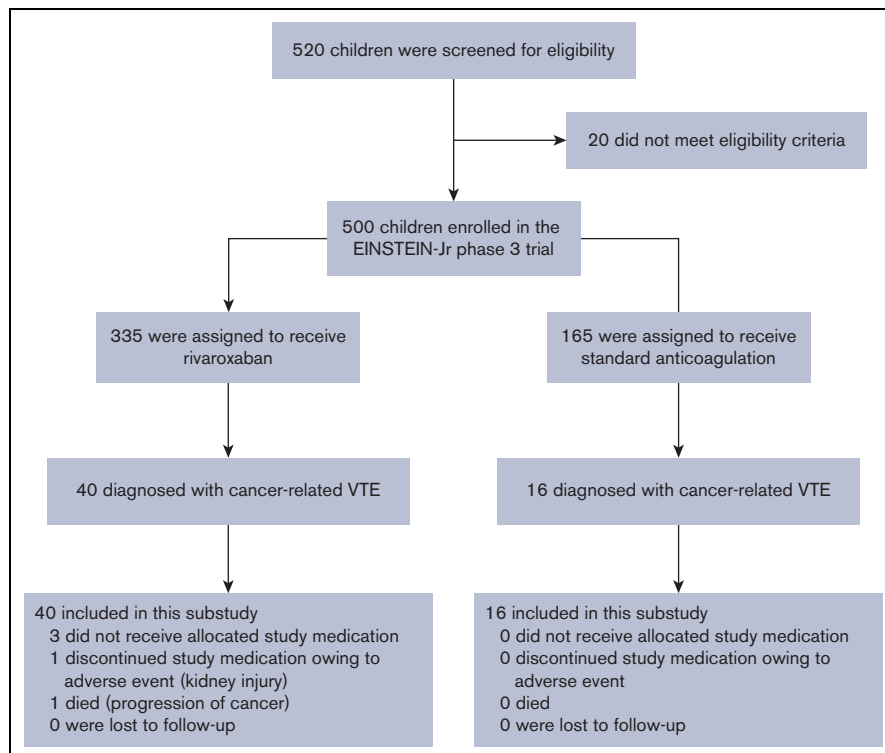 520 children were screened for eligibility
20 did not meet eligibility criteria
500 children enrolled in the
EINSTEIN-Jr phase 3 trial
335 were assigned to receive
rivaroxaban
165 were assigned to receive
standard anticoagulation
40 diagnosed with cancer-related VTE
16 diagnosed with cancer-related VTE
40 included in this substudy
3 did not receive allocated study medication
1 discontinued study medication owing to
adverse event (kidney injury)
1 died (progression of cancer)
0 were lost to follow-up
16 included in this substudy
0 did not receive allocated study medication
0 discontinued study medication owing to
adverse event
0 died
0 were lost to follow-up